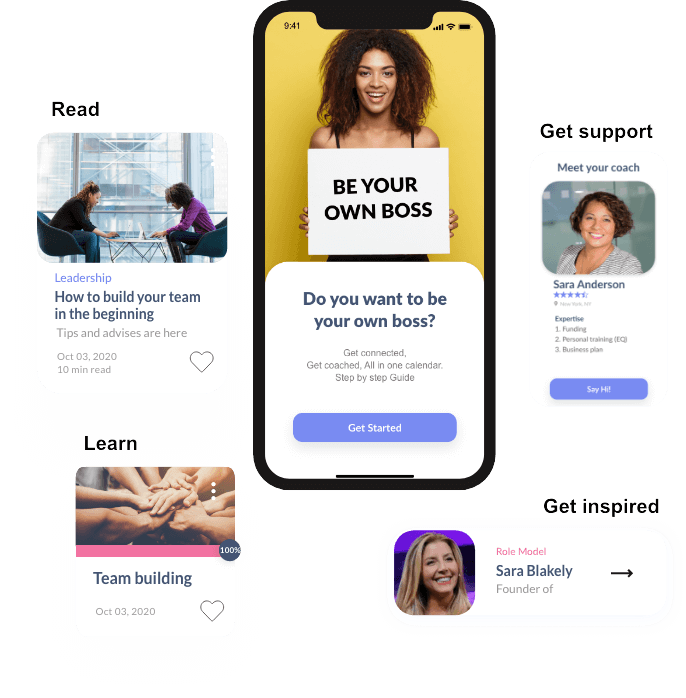 9:41
BE YOUR
OWN BOSS
Do you want to be
your own boss?
Get connected,
Get coached, All in one calendar.
Step by step Guide
Get Started
Read
Leadership
How to build your team
in the beginning
Tips and advises are here
Oct 03, 2020
10 min read
Learn
100%
Team building
Oct 03, 2020
Get support
Meet your coach
Sara Anderson
New York, NY
Expertise
1. Funding
2. Personal training (EQ)
3. Business plan
Say Hi!
Get inspired
Role Model
Sara Blakely
Founder of